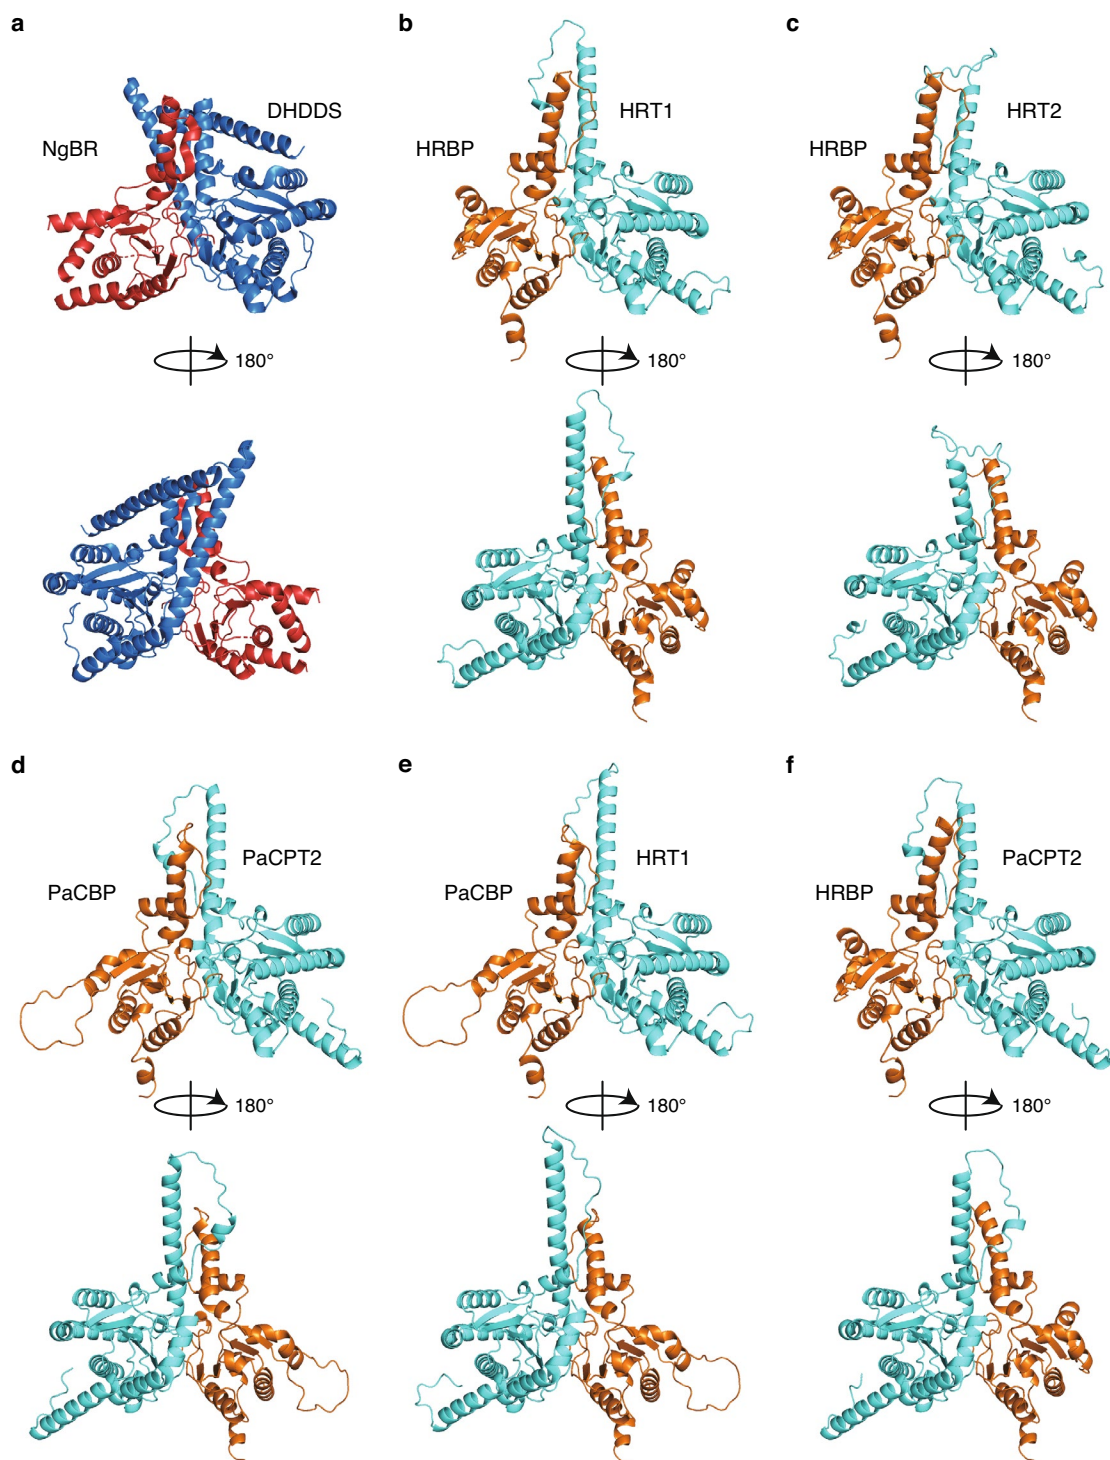 a
b
c
DHDDS
NgBR
HRT1
HRBP
HRT2
HRBP
180°
180°
180°
d
e
f
PaCPT2
PaCBP
HRT1
PaCBP
PaCPT2
HRBP
180°
180°
180°